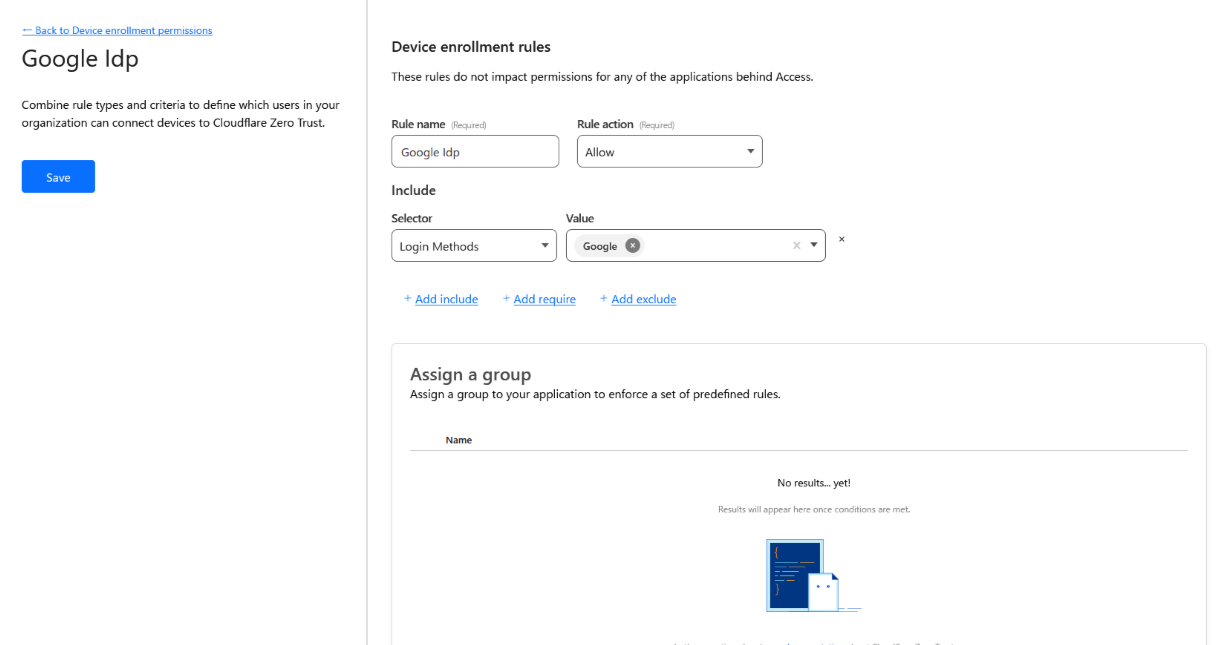 ← Back to Device enrollment permissions
Google Idp
Combine rule types and criteria to define which users in your
organization can connect devices to Cloudflare Zero Trust.
Save
Device enrollment rules
These rules do not impact permissions for any of the applications behind Access.
Rule name (Required)
Rule action (Required)
Google Idp
Allow
Include
Selector
Value
Login Methods
Google
+ Add include + Add require + Add exclude
Assign a group
Assign a group to your application to enforce a set of predefined rules.
Name
No results... yet!
Results will appear here once conditions are met.